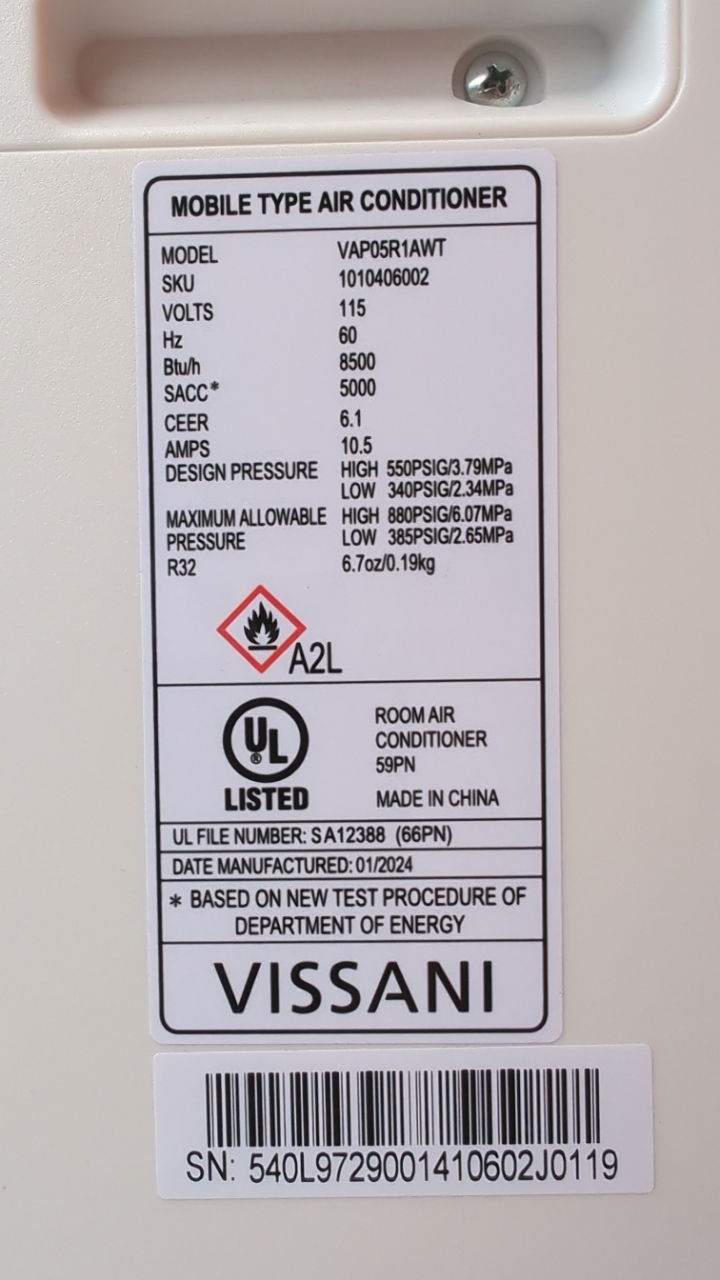 MOBILE TYPE AIR CONDITIONER
MODEL VAP05R1AWT
SKU 1010406002
VOLTS 115
Hz 60
Btu/h 8500
SACC* 5000
CEER 6.1
AMPS 10.5
DESIGN PRESSURE HIGH 550PSIG/3.79MPa
LOW 340PSIG/2.34MPa
MAXIMUM ALLOWABLE HIGH 880PSIG/6.07MPa
PRESSURE LOW 385PSIG/2.65MPa
R32 6.7oz/0.19kg
A2L
UL ®
LISTED
ROOM AIR
CONDITIONER
59PN
MADE IN CHINA
UL FILE NUMBER: SA12388 (66PN)
DATE MANUFACTURED: 01/2024
* BASED ON NEW TEST PROCEDURE OF
DEPARTMENT OF ENERGY
VISSANI
SN: 540L9729001410602J0119